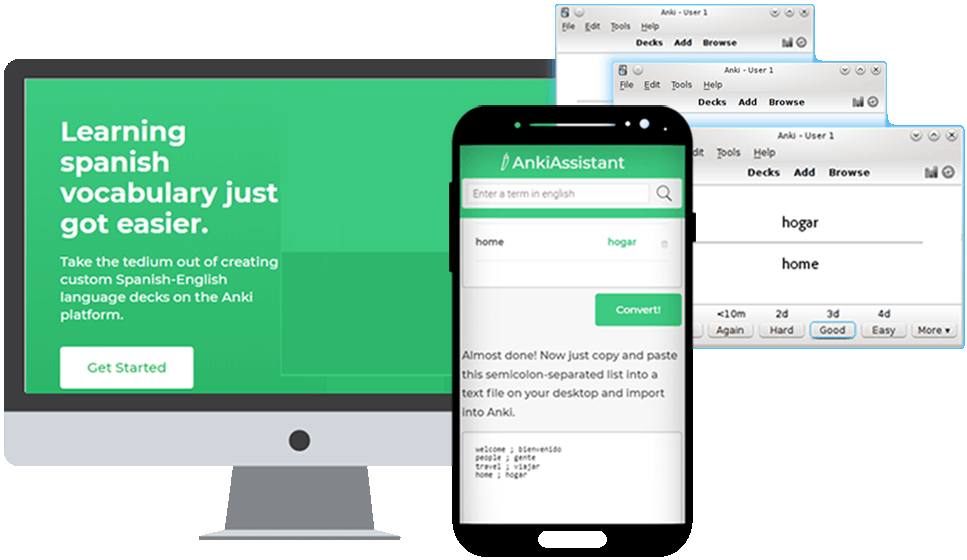 Learning
spanish
vocabulary just
got easier.
Take the tedium out of creating
custom Spanish-English
language decks on the Anki
platform.
Get Started
AnkiAssistant
Enter a term in english
home hogar
Convert!
Almost done! Now just copy and paste
this semicolon-separated list into a
text file on your desktop and import
into Anki.
welcome ; bienvenido
people ; gente
travel ; viajar
home ; hogar
Anki - User 1
File Edit Tools Help
Decks Add Browse
Anki - User 1
File Edit Tools Help
Decks Add Browse
Anki - User 1
dit Tools Help
Decks Add Browse
hogar
home
<10m 2d 3d 4d
Again Hard Good Easy More ▾